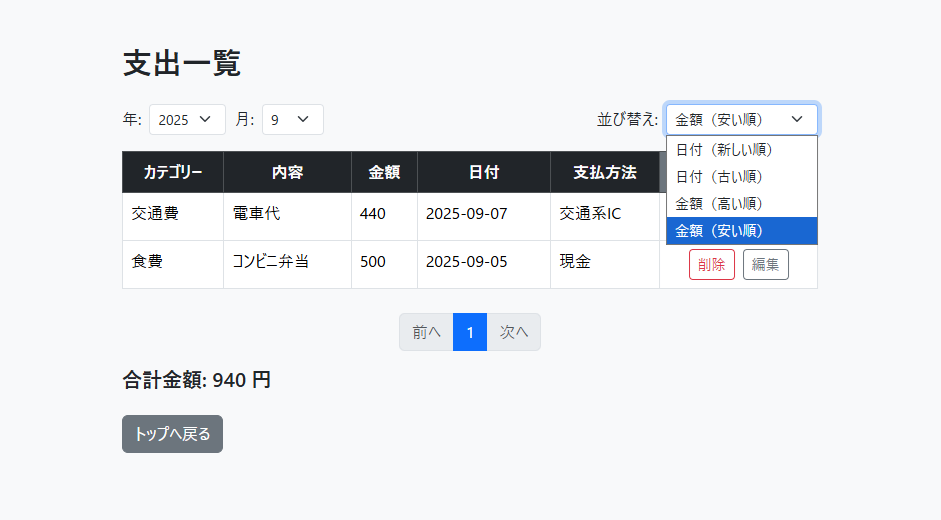 支出一覧
年: 2025 月: 9 並び替え: 金額（安い順）
日付（新しい順）
日付（古い順）
金額（高い順）
金額（安い順）
カテゴリー 内容 金額 日付 支払方法
交通費 電車代 440 2025-09-07 交通系IC
食費 コンビニ弁当 500 2025-09-05 現金 削除 編集
前へ 1 次へ
合計金額: 940 円
トップへ戻る